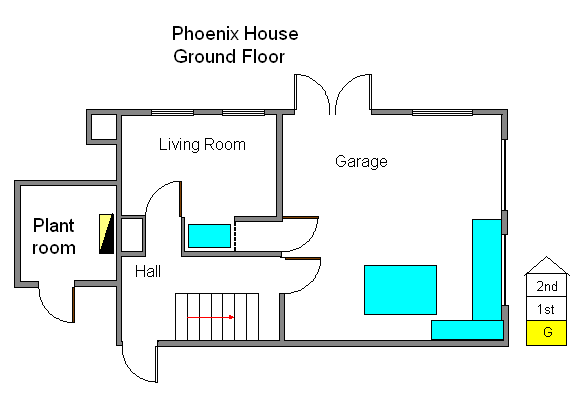 Phoenix House
Ground Floor
Living Room
Garage
Plant
room
Hall
2nd
1st
G